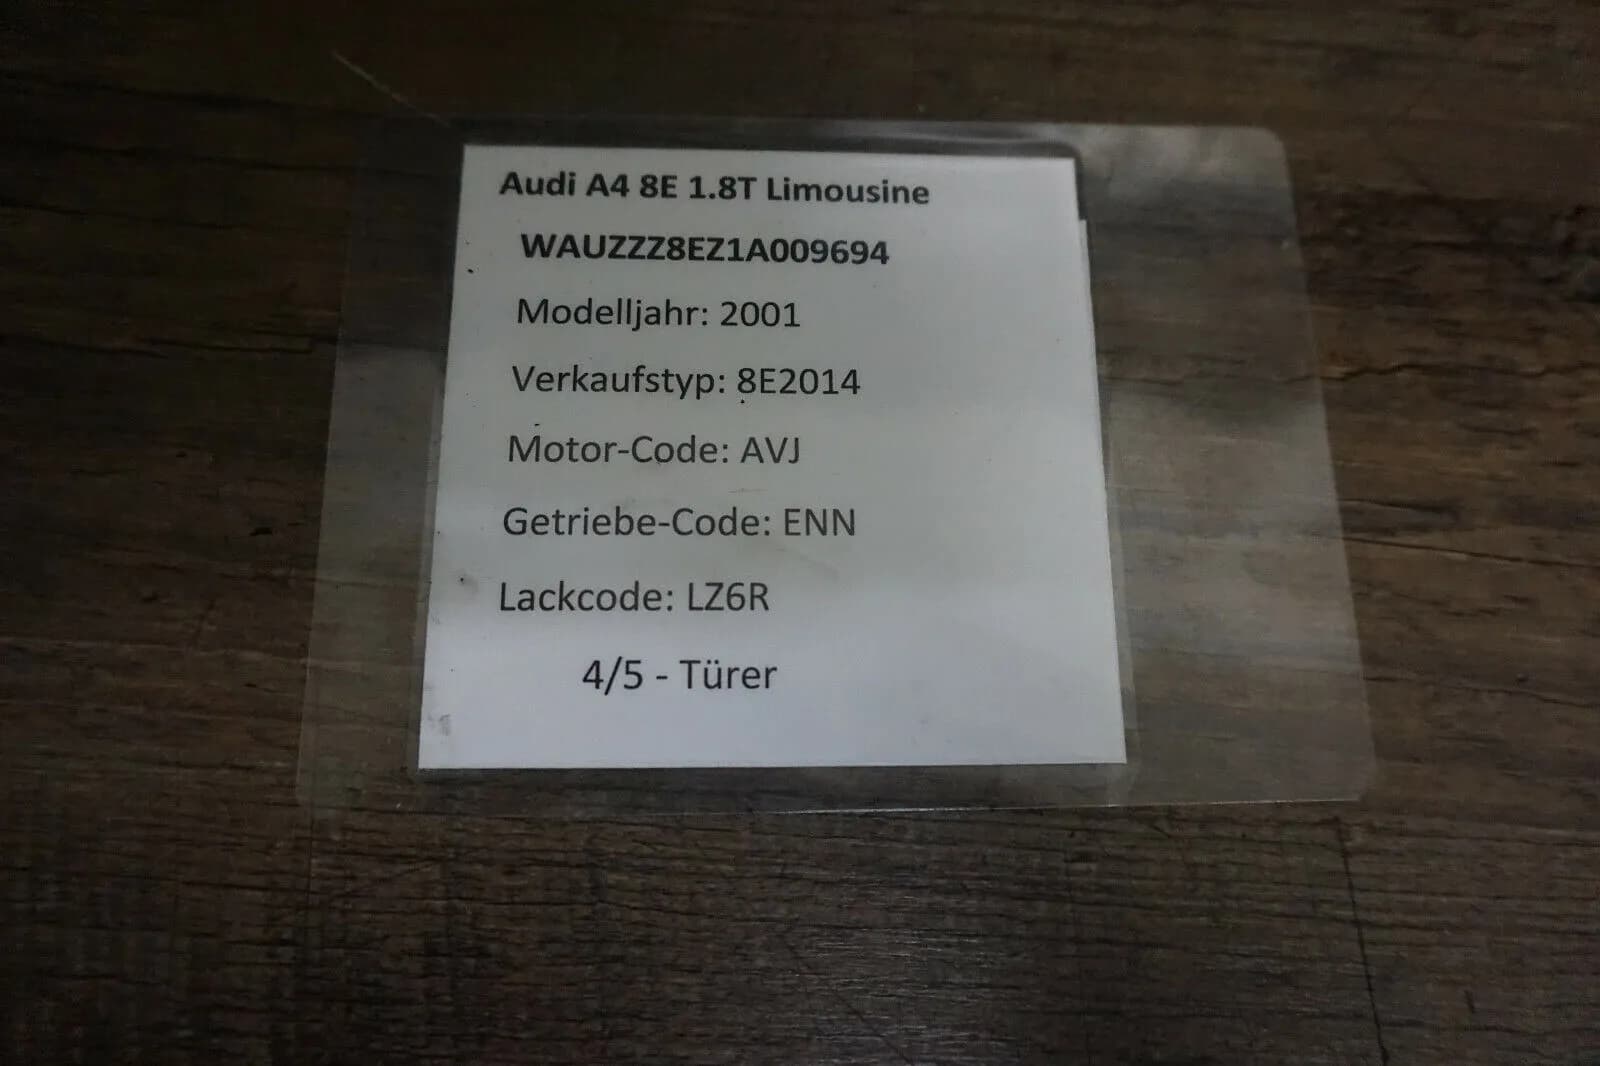 Audi A4 8E 1.8T Limousine
WAUZZZ8EZ1A009694
Modelljahr: 2001
Verkaufstyp: 8E2014
Motor-Code: AVJ
Getriebe-Code: ENN
Lackcode: LZ6R
4/5 - Türer